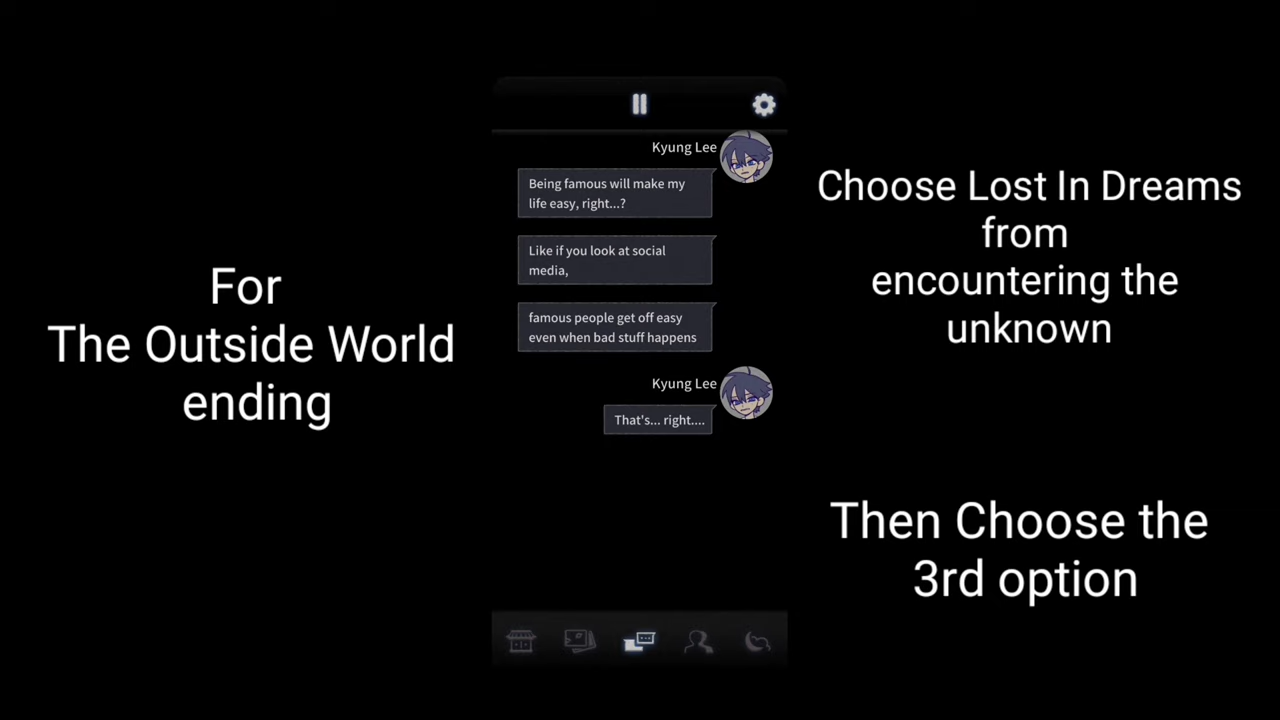 For
The Outside World
ending
Kyung Lee
Being famous will make my
life easy, right...?
Like if you look at social
media,
famous people get off easy
even when bad stuff happens
Kyung Lee
That's... right....
Choose Lost In Dreams
from
encountering the
unknown
Then Choose the
3rd option